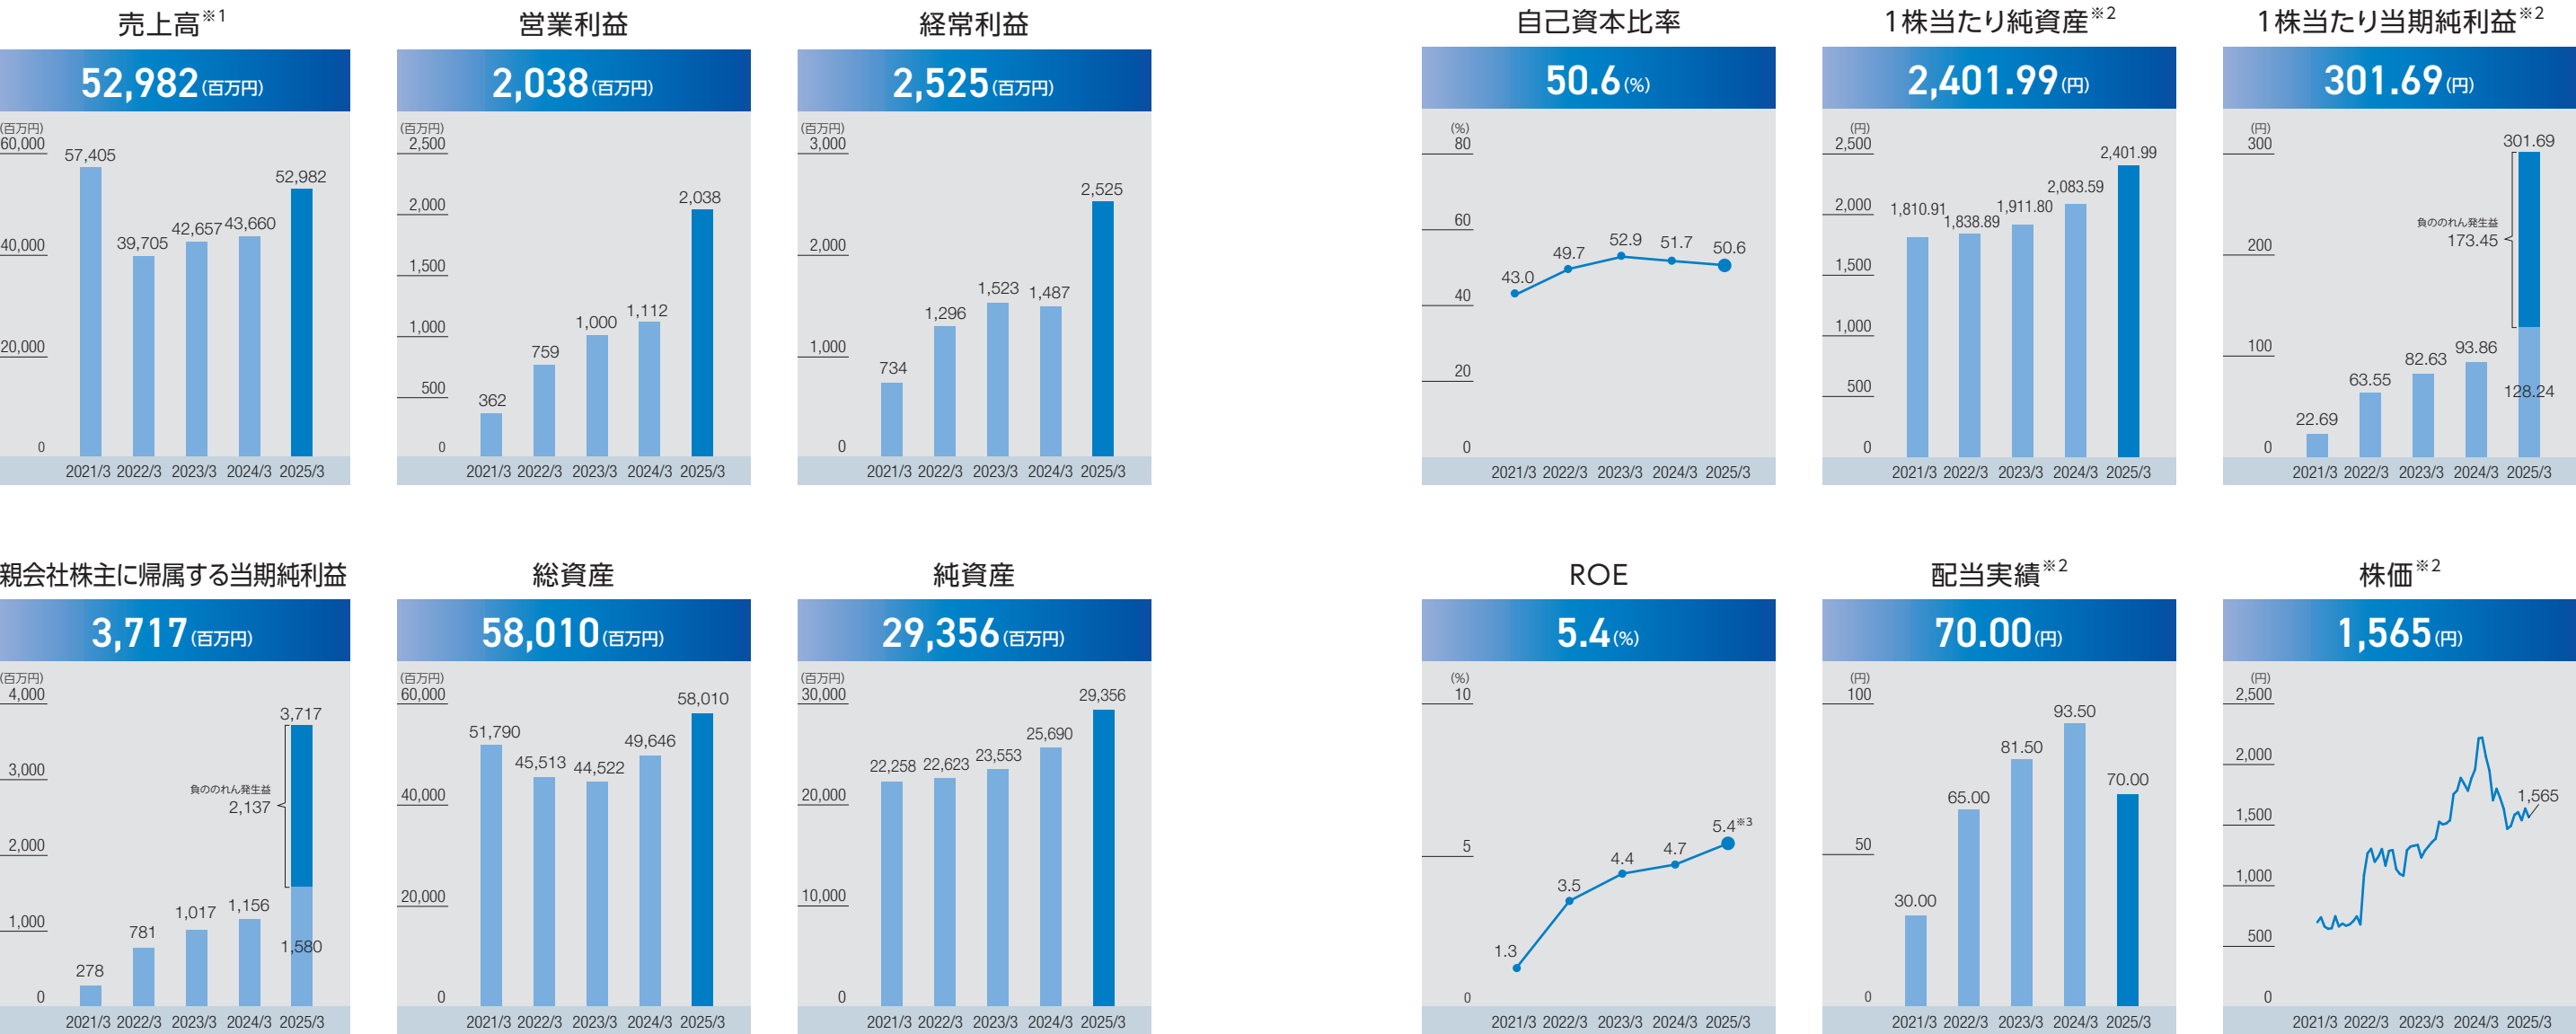 売上高※1
52,982(百万円)
(百万円)
60,000
40,000
20,000
0
57,405
39,705
42,657
43,660
52,982
2021/3 2022/3 2023/3 2024/3 2025/3
営業利益
2,038(百万円)
(百万円)
2,500
2,000
1,500
1,000
500
0
362
759
1,000
1,112
2,038
2021/3 2022/3 2023/3 2024/3 2025/3
経常利益
2,525(百万円)
(百万円)
3,000
2,000
1,000
0
734
1,296
1,523
1,487
2,525
2021/3 2022/3 2023/3 2024/3 2025/3
自己資本比率
50.6(%)
(%)
80
60
40
20
0
43.0
49.7
52.9
51.7
50.6
2021/3 2022/3 2023/3 2024/3 2025/3
1株当たり純資産※2
2,401.99(円)
(円)
2,500
2,000
1,500
1,000
500
0
1,810.91
1,838.89
1,911.80
2,083.59
2,401.99
2021/3 2022/3 2023/3 2024/3 2025/3
1株当たり当期純利益※2
301.69(円)
(円)
300
200
100
0
22.69
63.55
82.63
93.86
301.69
負ののれん発生益
173.45
128.24
2021/3 2022/3 2023/3 2024/3 2025/3
親会社株主に帰属する当期純利益
3,717(百万円)
(百万円)
4,000
3,000
2,000
1,000
0
278
781
1,017
1,156
3,717
負ののれん発生益
2,137
1,580
2021/3 2022/3 2023/3 2024/3 2025/3
総資産
58,010(百万円)
(百万円)
60,000
40,000
20,000
0
51,790
45,513
44,522
49,646
58,010
2021/3 2022/3 2023/3 2024/3 2025/3
純資産
29,356(百万円)
(百万円)
30,000
20,000
10,000
0
22,258
22,623
23,553
25,690
29,356
2021/3 2022/3 2023/3 2024/3 2025/3
ROE
5.4(%)
(%)
10
5
0
1.3
3.5
4.4
4.7
5.4※3
2021/3 2022/3 2023/3 2024/3 2025/3
配当実績※2
70.00(円)
(円)
100
50
0
30.00
65.00
81.50
93.50
70.00
2021/3 2022/3 2023/3 2024/3 2025/3
株価※2
1,565(円)
(円)
2,500
2,000
1,500
1,000
500
0
1,565
2021/3 2022/3 2023/3 2024/3 2025/3